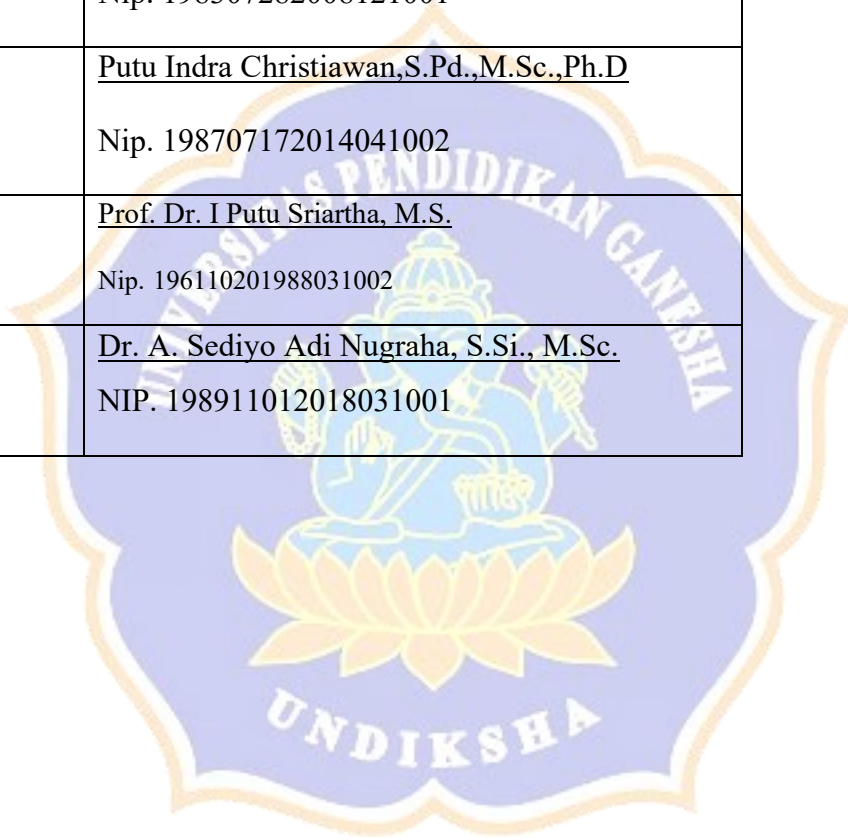 Putu Indra Christiawan,S.Pd.,M.Sc.,Ph.D
Nip. 198707172014041002
Prof. Dr. I Putu Sriartha, M.S.
Nip. 196110201988031002
Dr. A. Sediyo Adi Nugraha, S.Si., M.Sc.
NIP. 198911012018031001
UNIVERSITAS PENDIDIKAN GANESHA
UNDIKSHA